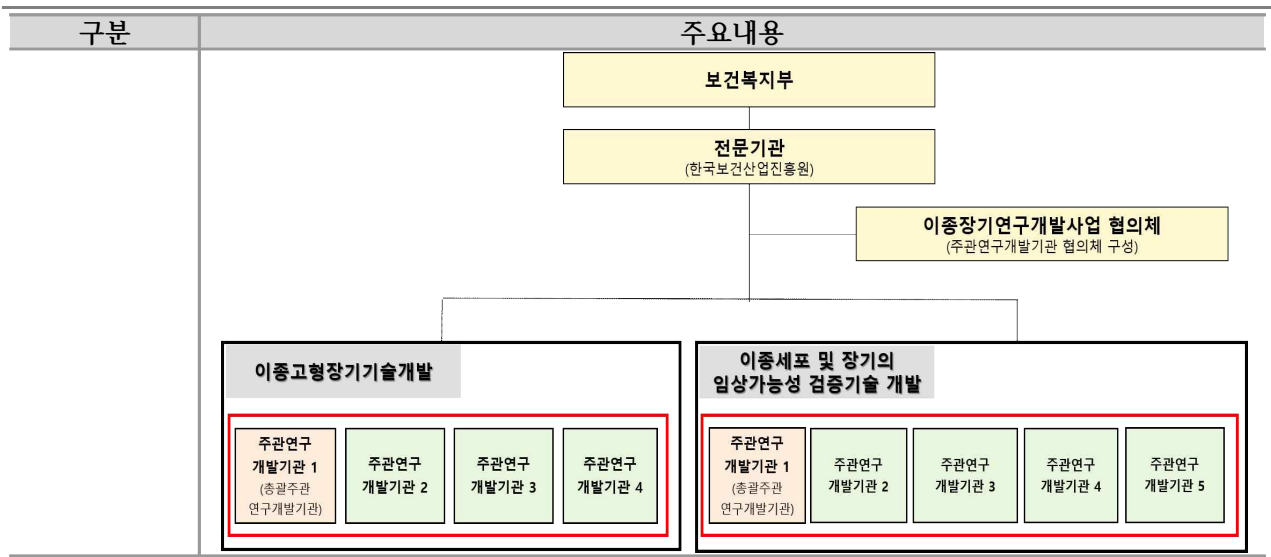 구분
주요내용
보건복지부
전문기관
(한국보건산업진흥원)
이종장기연구개발사업 협의체
(주관연구개발기관 협의체 구성)
이종고형장기기술개발
주관연구
개발기관 1
(총괄주관
연구개발기관)
주관연구
개발기관 2
주관연구
개발기관 3
주관연구
개발기관 4
이종세포 및 장기의
임상가능성 검증기술 개발
주관연구
개발기관 1
(총괄주관
연구개발기관)
주관연구
개발기관 2
주관연구
개발기관 3
주관연구
개발기관 4
주관연구
개발기관 5